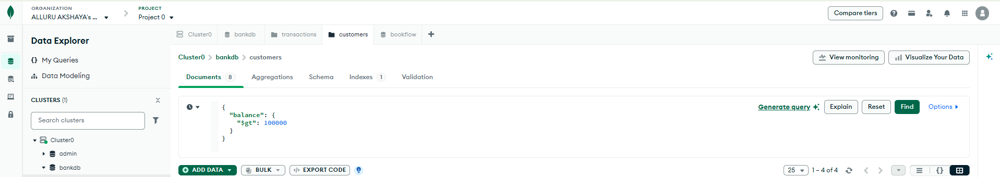 ORGANIZATION
ALLURU AKSHAYA's ...
PROJECT
Project 0
Compare tiers
Data Explorer
My Queries
Data Modeling
CLUSTERS (1)
Search clusters
Cluster0
admin
bankdb
Cluster0
bankdb
transactions
customers
bookflow
Cluster0 > bankdb > customers
View monitoring
Visualize Your Data
Documents 8
Aggregations
Schema
Indexes 1
Validation
{
"balance": {
"$gt": 100000
}
}
Generate query
Explain
Reset
Find
Options
ADD DATA
BULK
</> EXPORT CODE
25
1 – 4 of 4
{}